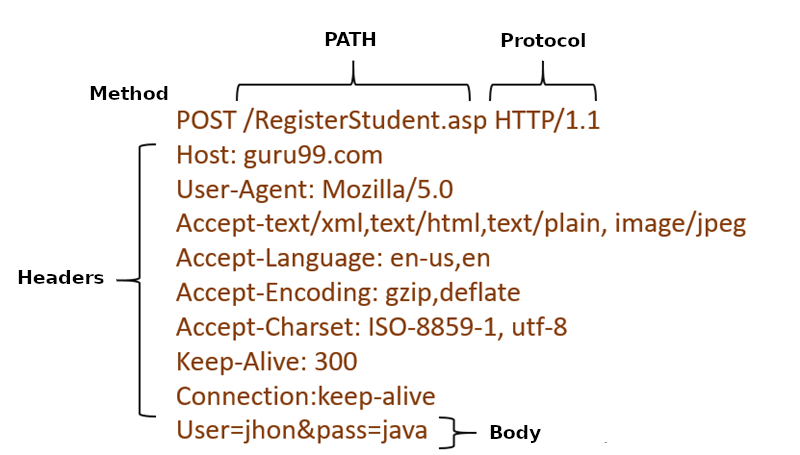 PATH
Protocol
Method
POST /RegisterStudent.asp HTTP/1.1
Host: guru99.com
User-Agent: Mozilla/5.0
Accept-text/xml,text/html,text/plain, image/jpeg
Accept-Language: en-us,en
Headers
Accept-Encoding: gzip,deflate
Accept-Charset: ISO-8859-1, utf-8
Keep-Alive: 300
Connection:keep-alive
User=jhon&pass=java
Body